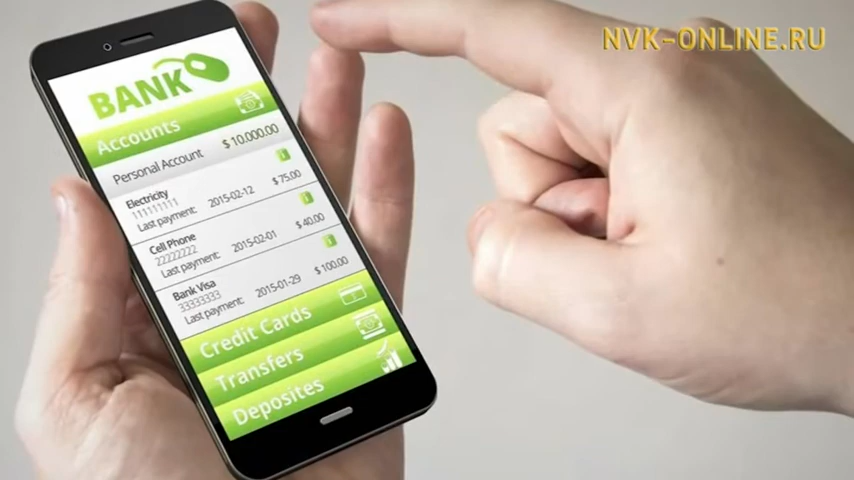 NVK-ONLINE.RU
BANK
Accounts
Personal Account $10.000.00
Electricity
111111111
Last payment: 2015-02-12 $75.00
Cell Phone
22222222
Last payment: 2015-02-01 $40.00
Bank Visa
33333333
Last payment: 2015-01-29 $100.00
Credit Cards
Transfers
Deposites